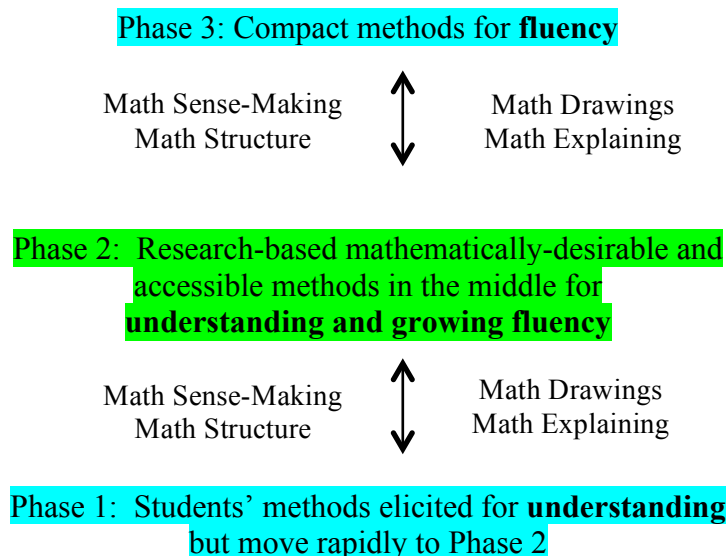 Phase 3: Compact methods for fluency
Math Sense-Making
Math Structure
Math Drawings
Math Explaining
Phase 2:  Research-based mathematically-desirable and
accessible methods in the middle for
understanding and growing fluency
Math Sense-Making
Math Structure
Math Drawings
Math Explaining
Phase 1:  Students’ methods elicited for understanding
but move rapidly to Phase 2